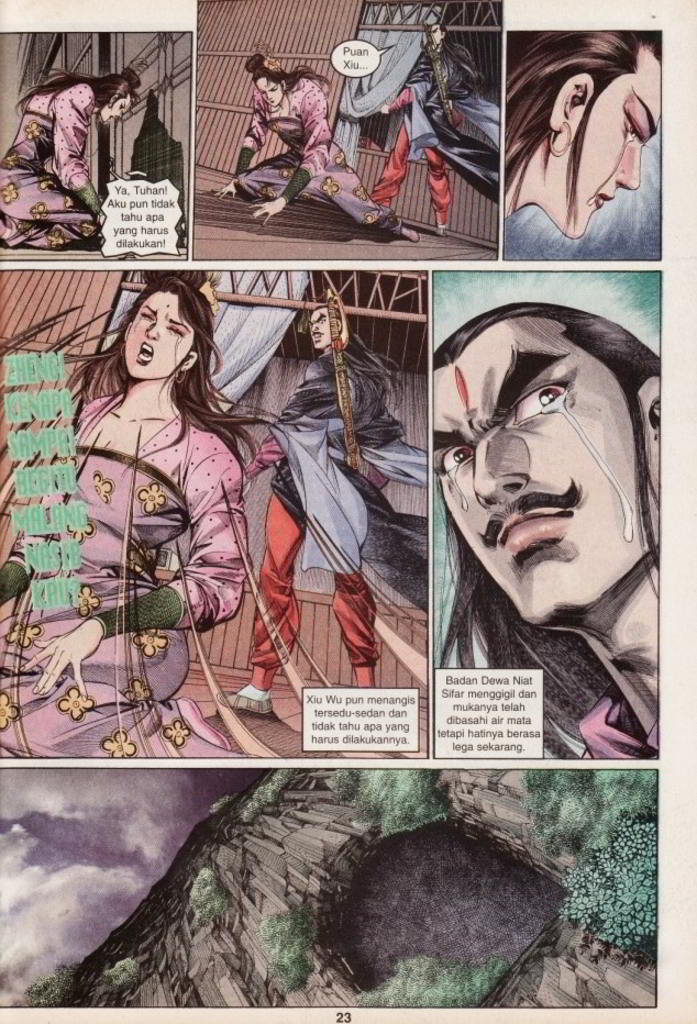 Puan
Xiu...
Ya, Tuhan!
Aku pun tidak
tahu apa
yang harus
dilakukan!
ZHENGI
KENAPA
SAMPAI
BEGITU
MALANG
NASIB
KAU?
Xiu Wu pun menangis
tersedu-sedan dan
tidak tahu apa yang
harus dilakukannya.
Badan Dewa Niat
Sifar menggigil dan
mukanya telah
dibasahi air mata
tetapi hatinya berasa
lega sekarang.
23